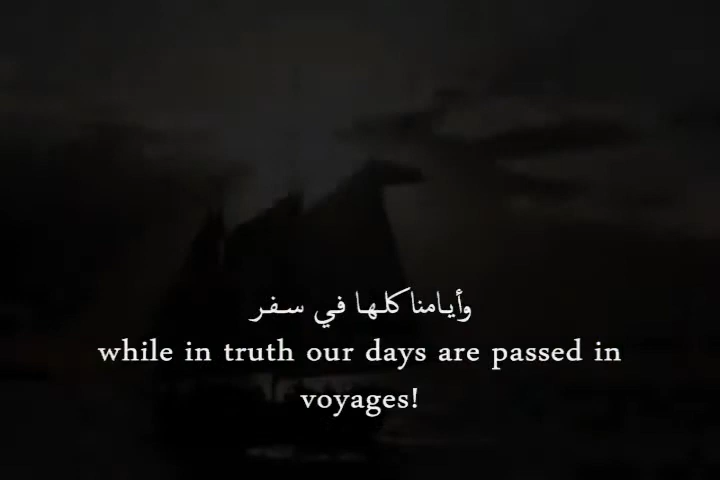 وأيامنا كلها في سفر
while in truth our days are passed in
voyages!